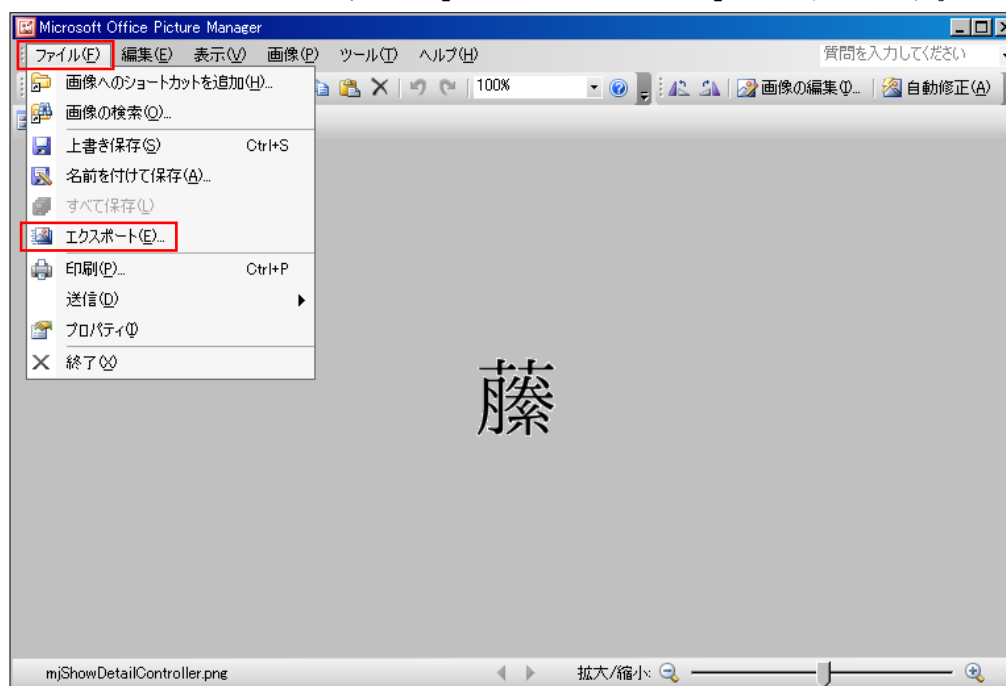 Microsoft Office Picture Manager
ファイル(F) 編集(E) 表示(V) 画像(P) ツール(T) ヘルプ(H) 質問を入力してください
100% 画像の編集(I)... 自動修正(A)
画像へのショートカットを追加(H)...
画像の検索(O)...
上書き保存(S) Ctrl+S
名前を付けて保存(A)...
すべて保存(L)
エクスポート(E)...
印刷(P)... Ctrl+P
送信(D)
プロパティ(I)
終了(X)
mjShowDetailController.png 拡大/縮小: